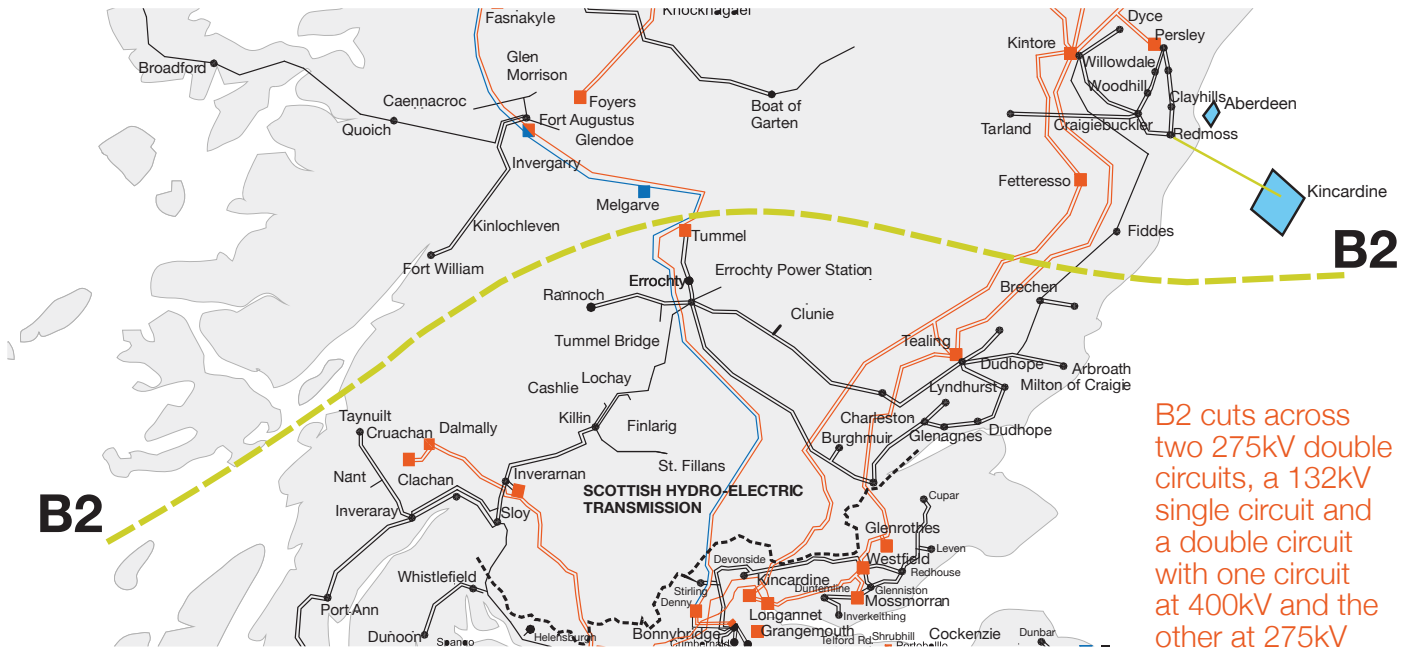 Fasnakyle
Dyce
Kintore
Persley
Willowdale
Broadford
Glen
Morrison
Woodhill
Clayhills
Caennacroc
Foyers
Boat of
Garten
Aberdeen
Quoich
Fort Augustus
Glendoe
Tarland
Craigiebuckler
Redmoss
Invergarry
Fetteresso
Kincardine
Melgarve
Kinlochleven
Tummel
Fiddes
B2
Fort William
Errochty Power Station
Errochty
Rannoch
Brechen
Clunie
Tummel Bridge
Tealing
Dudhope
Arbroath
Milton of Craigie
Cashlie
Lochay
Lyndhurst
Taynuilt
Cruachan
Dalmally
Killin
Finlarig
Charleston
Glenagnes
Dudhope
Burghmuir
St. Fillans
Nant
Clachan
Inverarnan
SCOTTISH HYDRO-ELECTRIC
TRANSMISSION
B2
Inveraray
Sloy
Cupar
Glenrothes
Leven
Devonside
Westfield
Redhouse
Whistlefield
Kincardine
Stirling
Denny
Dunfermline
Glenniston
Mossmorran
Port Ann
Longannet
Inverkeithing
Dunoon
Helensburgh
Bonnybridge
Grangemouth
Telford Rd.
Shrubhill
Cockenzie
Dunbar
B2 cuts across
two 275kV double
circuits, a 132kV
single circuit and
a double circuit
with one circuit
at 400kV and the
other at 275kV